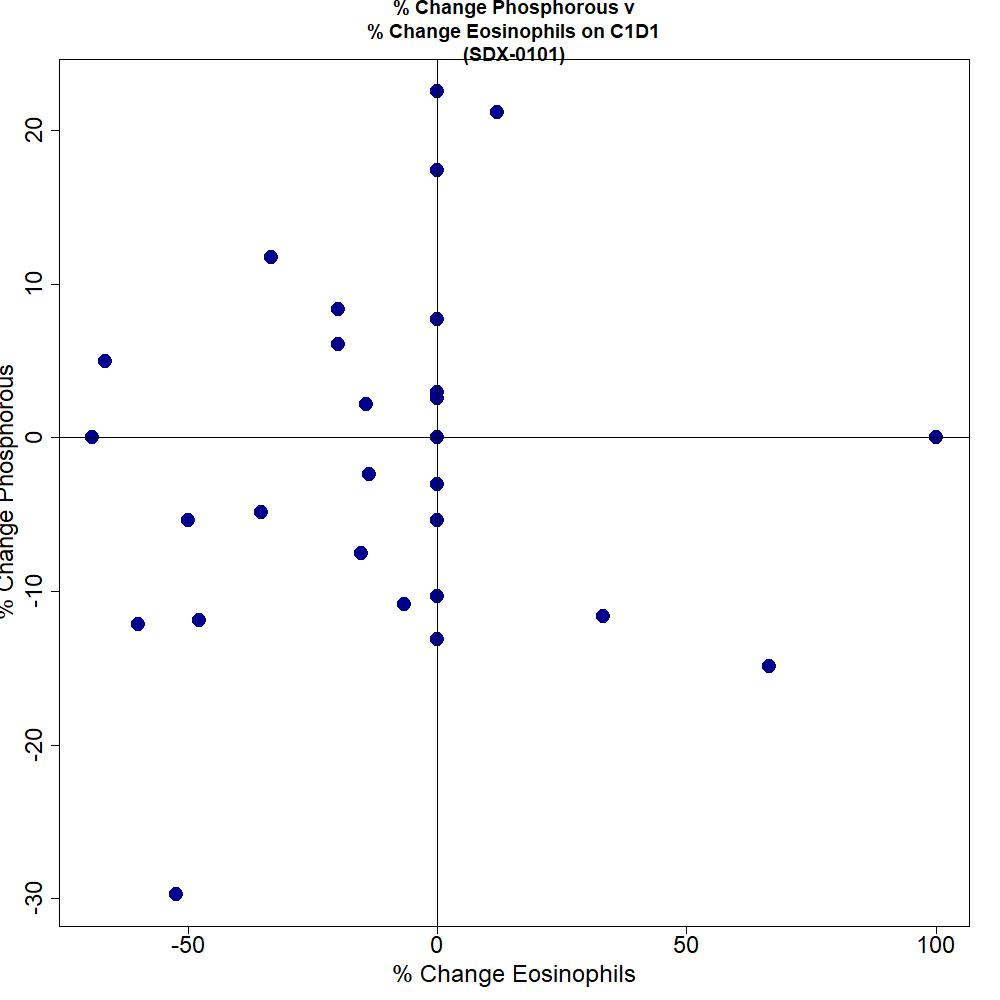 % Change Phosphorous v
% Change Eosinophils on C1D1
(SDX-0101)
% Change Phosphorous
20
10
0
-10
-20
-30
-50
0
50
100
% Change Eosinophils